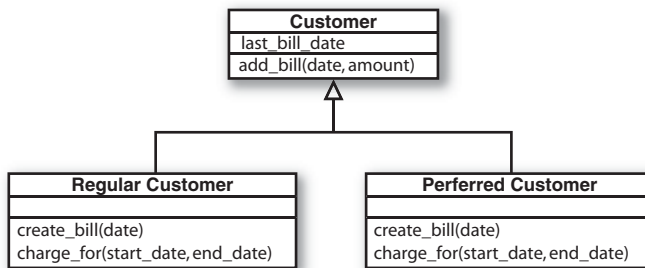 Customer
last_bill_date
add_bill(date, amount)
Regular Customer
create_bill(date)
charge_for(start_date, end_date)
Perferred Customer
create_bill(date)
charge_for(start_date, end_date)